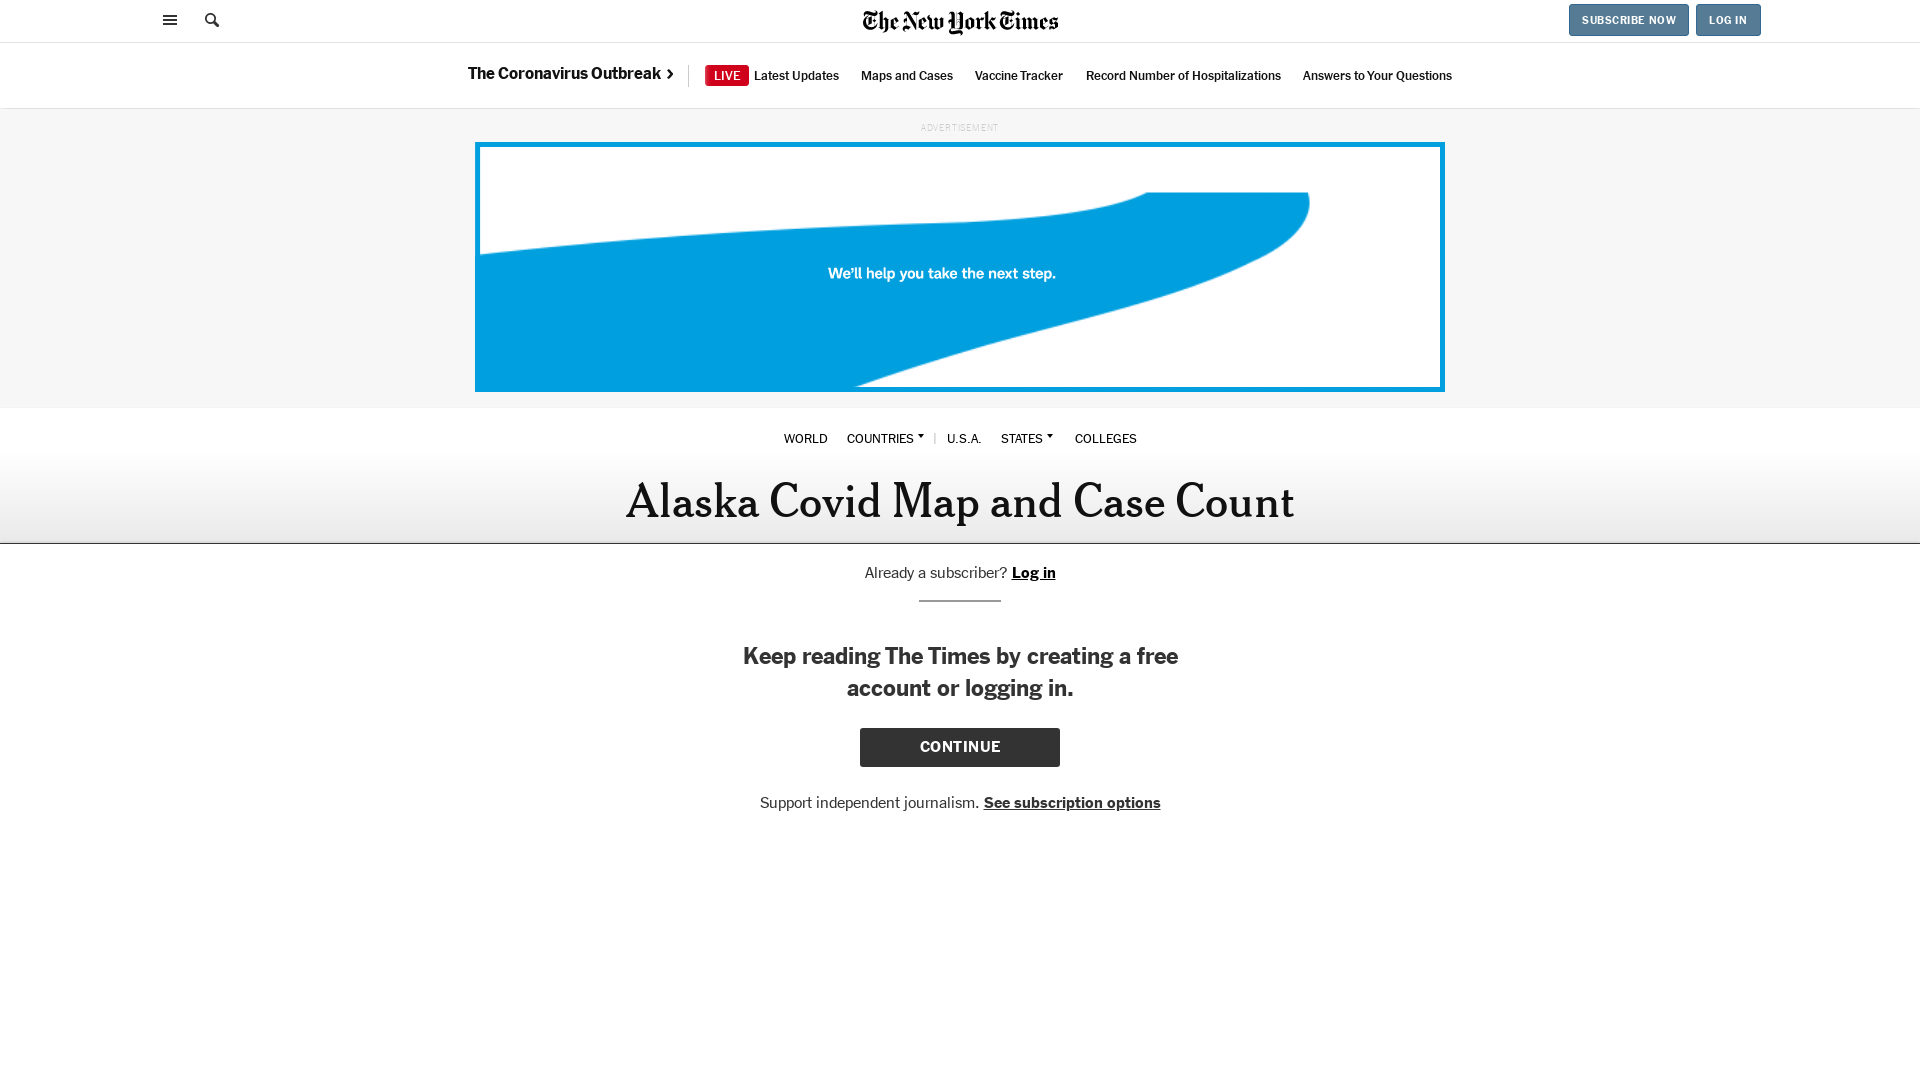 The New York Times
SUBSCRIBE NOW
LOG IN
The Coronavirus Outbreak
LIVE Latest Updates
Maps and Cases
Vaccine Tracker
Record Number of Hospitalizations
Answers to Your Questions
ADVERTISEMENT
We'll help you take the next step.
WORLD
COUNTRIES
U.S.A.
STATES
COLLEGES
Alaska Covid Map and Case Count
Already a subscriber? Log in
Keep reading The Times by creating a free
account or logging in.
CONTINUE
Support independent journalism. See subscription options